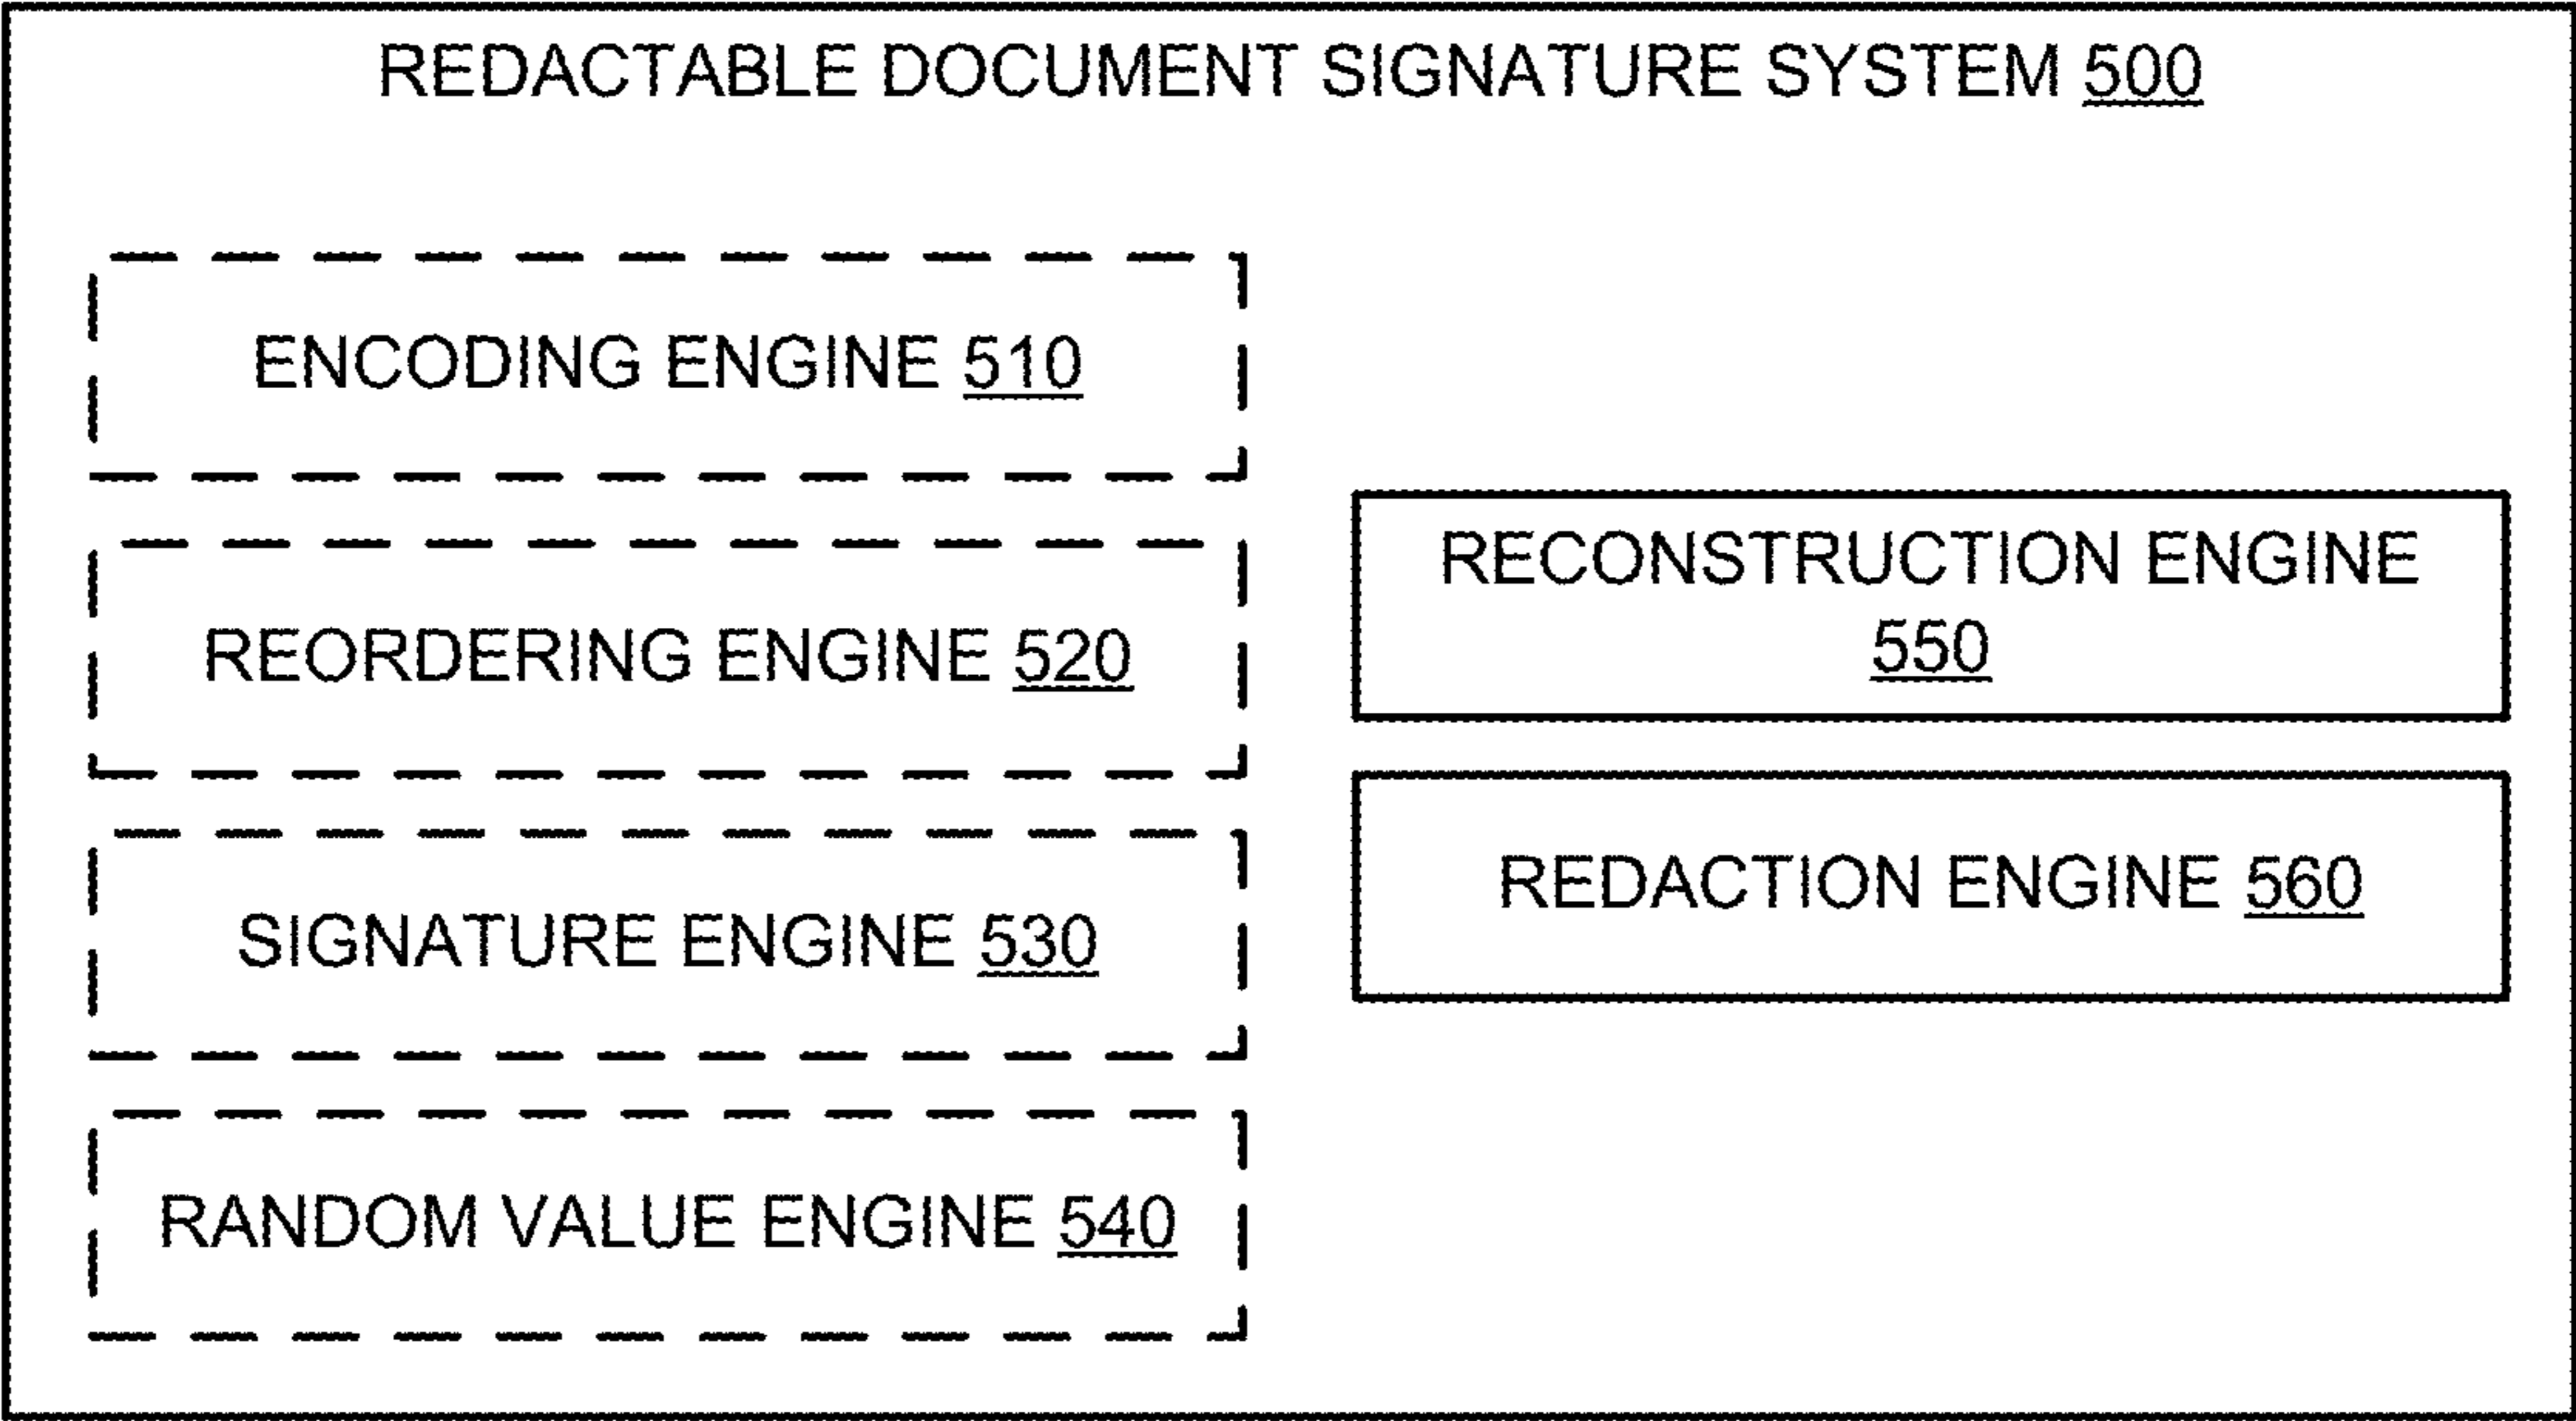 REDACTABLE DOCUMENT SIGNATURE SYSTEM 500
ENCODING ENGINE 510
REORDERING ENGINE 520
SIGNATURE ENGINE 530
RANDOM VALUE ENGINE 540
RECONSTRUCTION ENGINE
550
REDACTION ENGINE 560